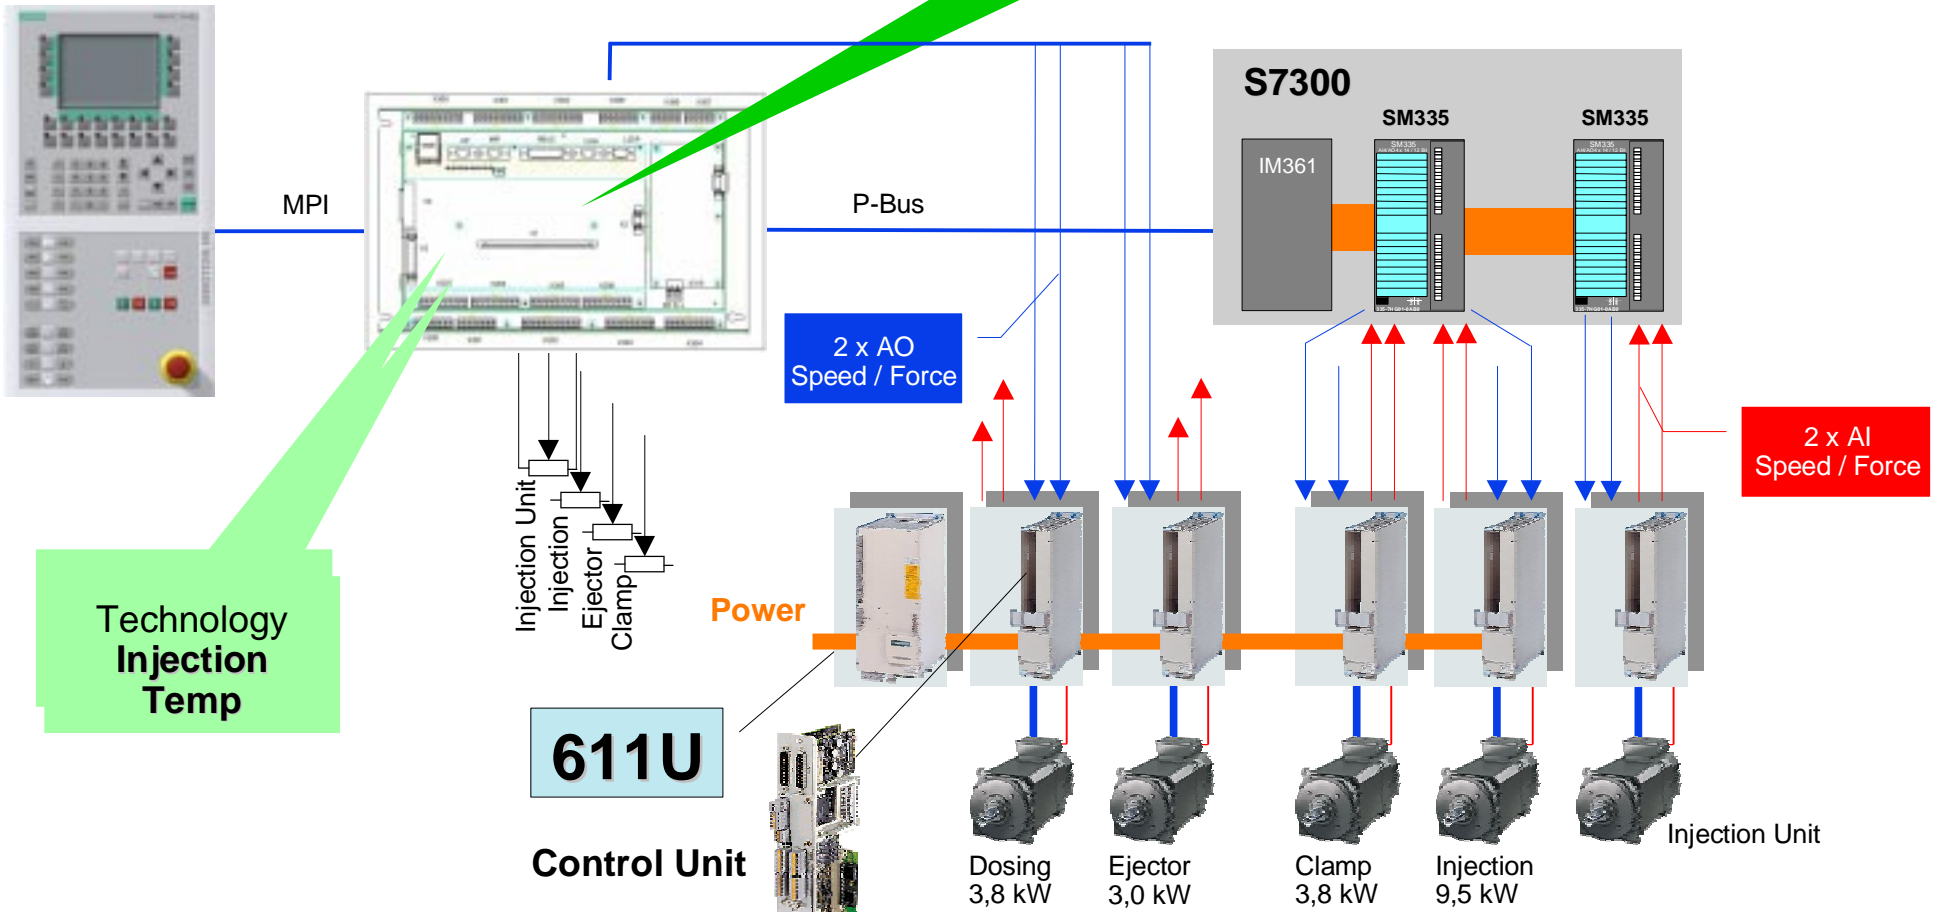 S7300
SM335
SM335
IM361
SM335
SM335
MPI
P-Bus
2 x AO
Speed / Force
2 x AI
Speed / Force
Injection Unit
Injection
Ejector
Clamp
Technology
Injection
Temp
Power
611U
Control Unit
Dosing
3,8 kW
Ejector
3,0 kW
Clamp
3,8 kW
Injection
9,5 kW
Injection Unit